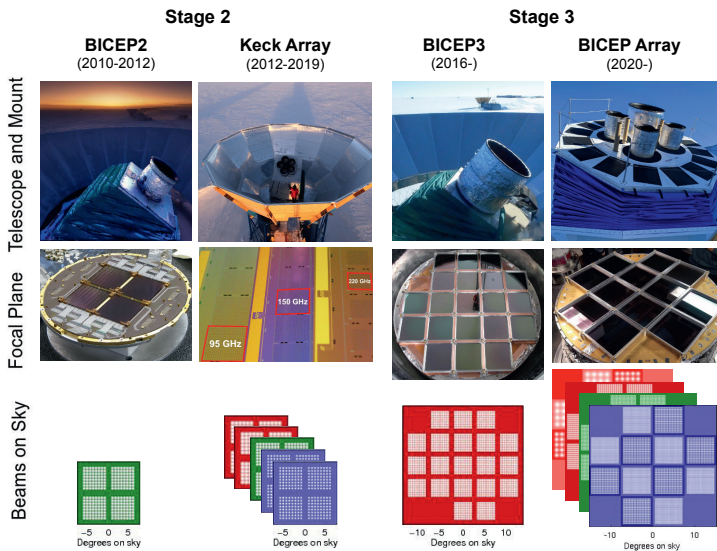 Stage 2
Stage 3
BICEP2
(2010-2012)
Keck Array
(2012-2019)
BICEP3
(2016-)
BICEP Array
(2020-)
Telescope and Mount
Focal Plane
95 GHz
150 GHz
220 GHz
Beams on Sky
−5 0 5
Degrees on sky
−5 0 5
Degrees on sky
−10 −5 0 5 10
Degrees on sky
−10 0 10
Degrees on sky